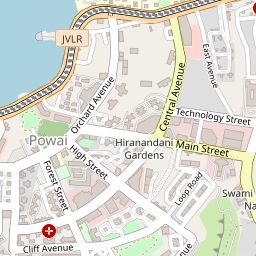 JVLR
East Avenue
Orchard Avenue
Central Avenue
Technology Street
Powai
Hiranandani
Gardens
Main Street
High Street
Forest Street
Loop Road
Swami
Na
Cliff Avenue